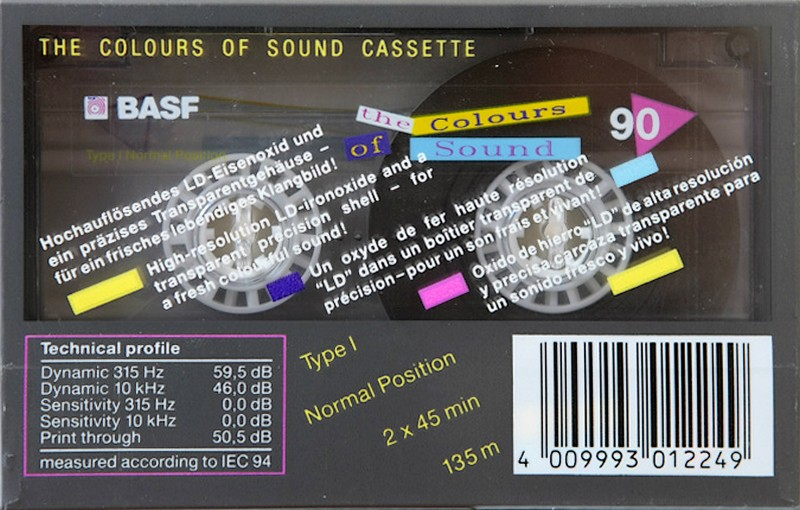 THE COLOURS OF SOUND CASSETTE
BASF
the Colours
of Sound
90
Type I Normal Position
Hochauflösendes LD-Eisenoxid und
ein präzises Transparentgehäuse –
für ein frisches lebendiges Klangbild!
High-resolution LD-ironoxide and a
transparent precision shell – for
a fresh colourful sound!
Un oxyde de fer haute résolution
"LD" dans un boîtier transparent de
précision – pour un son frais et vivant!
Oxido de hierro "LD" de alta resolución
y precisa carcaza transparente para
un sonido fresco y vivo!
Technical profile
Dynamic 315 Hz 59,5 dB
Dynamic 10 kHz 46,0 dB
Sensitivity 315 Hz 0,0 dB
Sensitivity 10 kHz 0,0 dB
Print through 50,5 dB
measured according to IEC 94
Type I
Normal Position
2 x 45 min
135 m
4 009993 012249